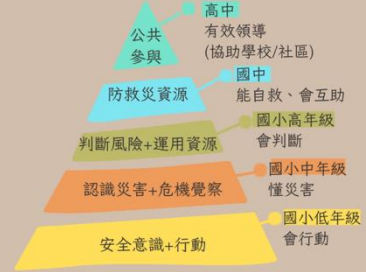 公共
參與
高中
有效領導
(協助學校/社區)
防救災資源
國中
能自救、會互助
判斷風險+運用資源
國小高年級
會判斷
認識災害+危機覺察
國小中年級
懂災害
安全意識+行動
國小低年級
會行動